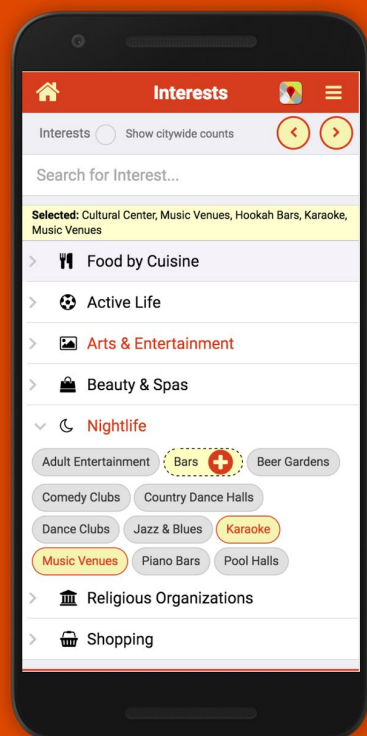 Interests
Interests Show citywide counts
Search for Interest...
Selected: Cultural Center, Music Venues, Hookah Bars, Karaoke,
Music Venues
Food by Cuisine
Active Life
Arts & Entertainment
Beauty & Spas
Nightlife
Adult Entertainment Bars Beer Gardens
Comedy Clubs Country Dance Halls
Dance Clubs Jazz & Blues Karaoke
Music Venues Piano Bars Pool Halls
Religious Organizations
Shopping